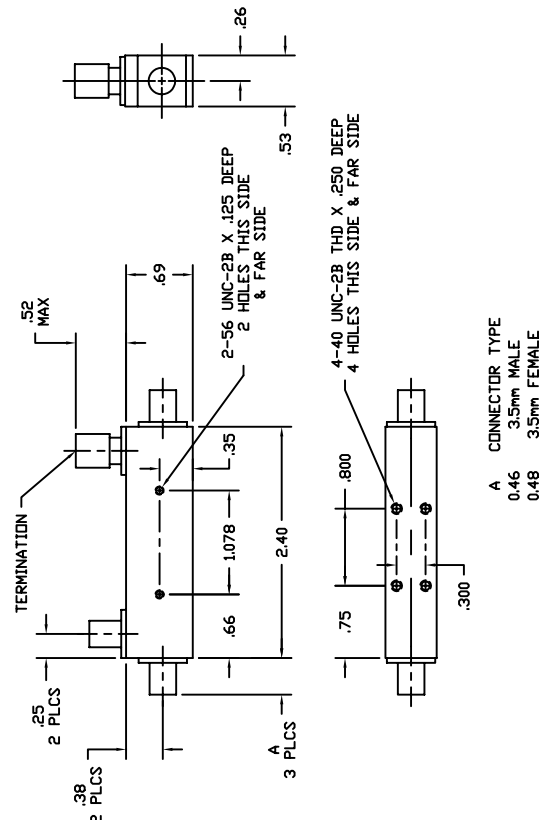 .26
.53
TERMINATION
.52
MAX
.69
2-56 UNC-2B X .125 DEEP
2 HOLES THIS SIDE
& FAR SIDE
.25
2 PLCS
.38
2 PLCS
.35
1.078
.66
2.40
A
3 PLCS
4-40 UNC-2B THD X .250 DEEP
4 HOLES THIS SIDE & FAR SIDE
.800
.75
.300
A CONNECTOR TYPE
0.46 3.5mm MALE
0.48 3.5mm FEMALE